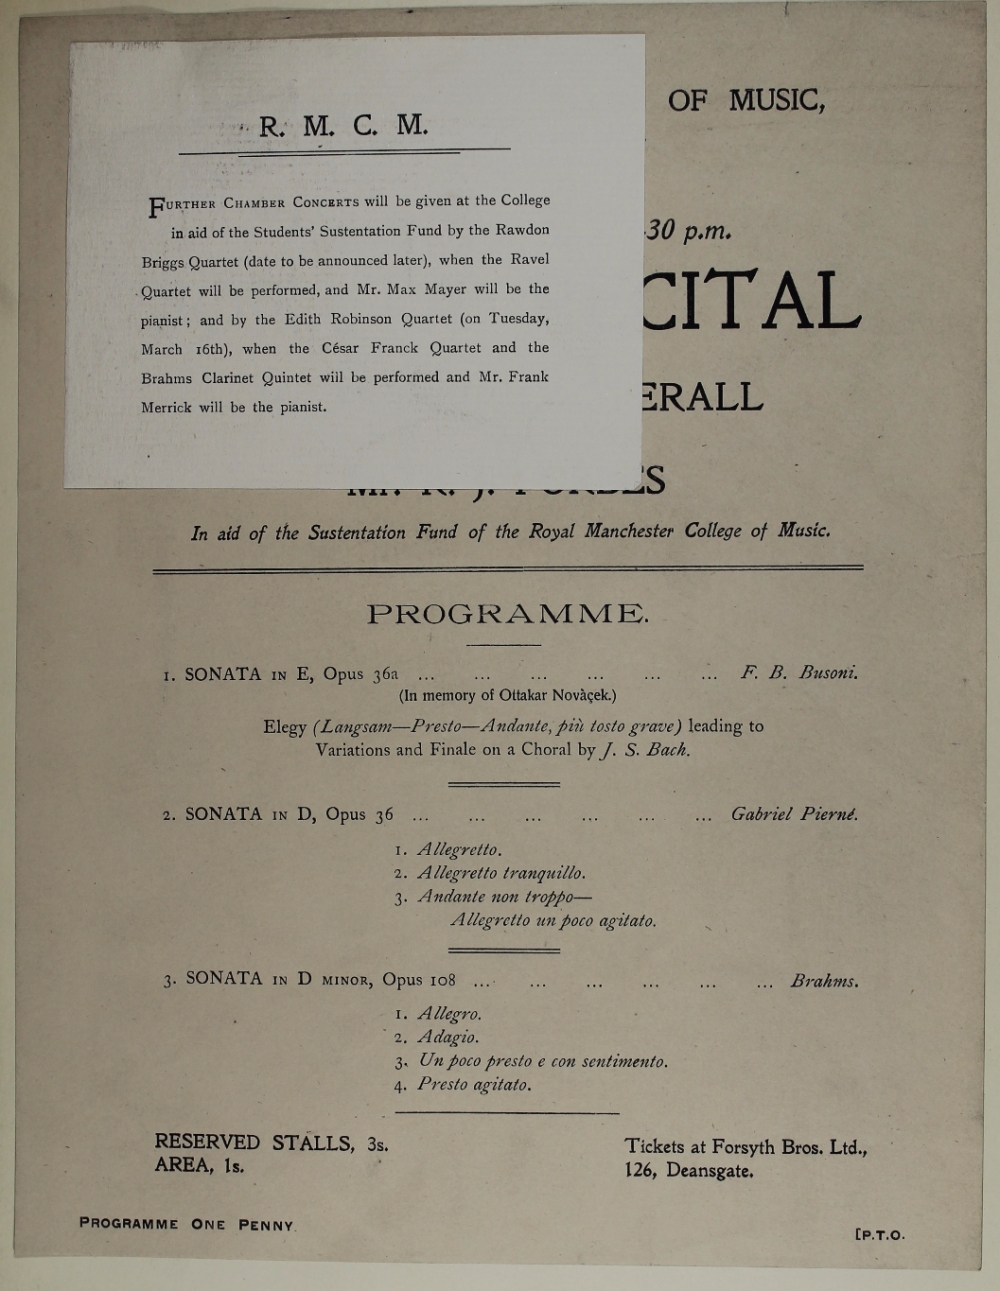 R. M. C. M.
FURTHER CHAMBER CONCERTS will be given at the College
in aid of the Students' Sustentation Fund by the Rawdon
Briggs Quartet (date to be announced later), when the Ravel
Quartet will be performed, and Mr. Max Mayer will be the
pianist; and by the Edith Robinson Quartet (on Tuesday,
March 16th), when the César Franck Quartet and the
Brahms Clarinet Quintet will be performed and Mr. Frank
Merrick will be the pianist.
OF MUSIC,
30 p.m.
CITAL
ERALL
Mr. R. J. FORBES
In aid of the Sustentation Fund of the Royal Manchester College of Music.
PROGRAMME.
1. SONATA IN E, Opus 36a ... ... ... ... ... ... F. B. Busoni.
(In memory of Ottakar Novàçek.)
Elegy (Langsam—Presto—Andante, più tosto grave) leading to
Variations and Finale on a Choral by J. S. Bach.
2. SONATA IN D, Opus 36 ... ... ... ... ... ... Gabriel Pierné.
1. Allegretto.
2. Allegretto tranquillo.
3. Andante non troppo—
Allegretto un poco agitato.
3. SONATA IN D MINOR, Opus 108 ... ... ... ... ... ... Brahms.
1. Allegro.
2. Adagio.
3. Un poco presto e con sentimento.
4. Presto agitato.
RESERVED STALLS, 3s.
AREA, 1s.
Tickets at Forsyth Bros. Ltd.,
126, Deansgate.
PROGRAMME ONE PENNY
[P.T.O.